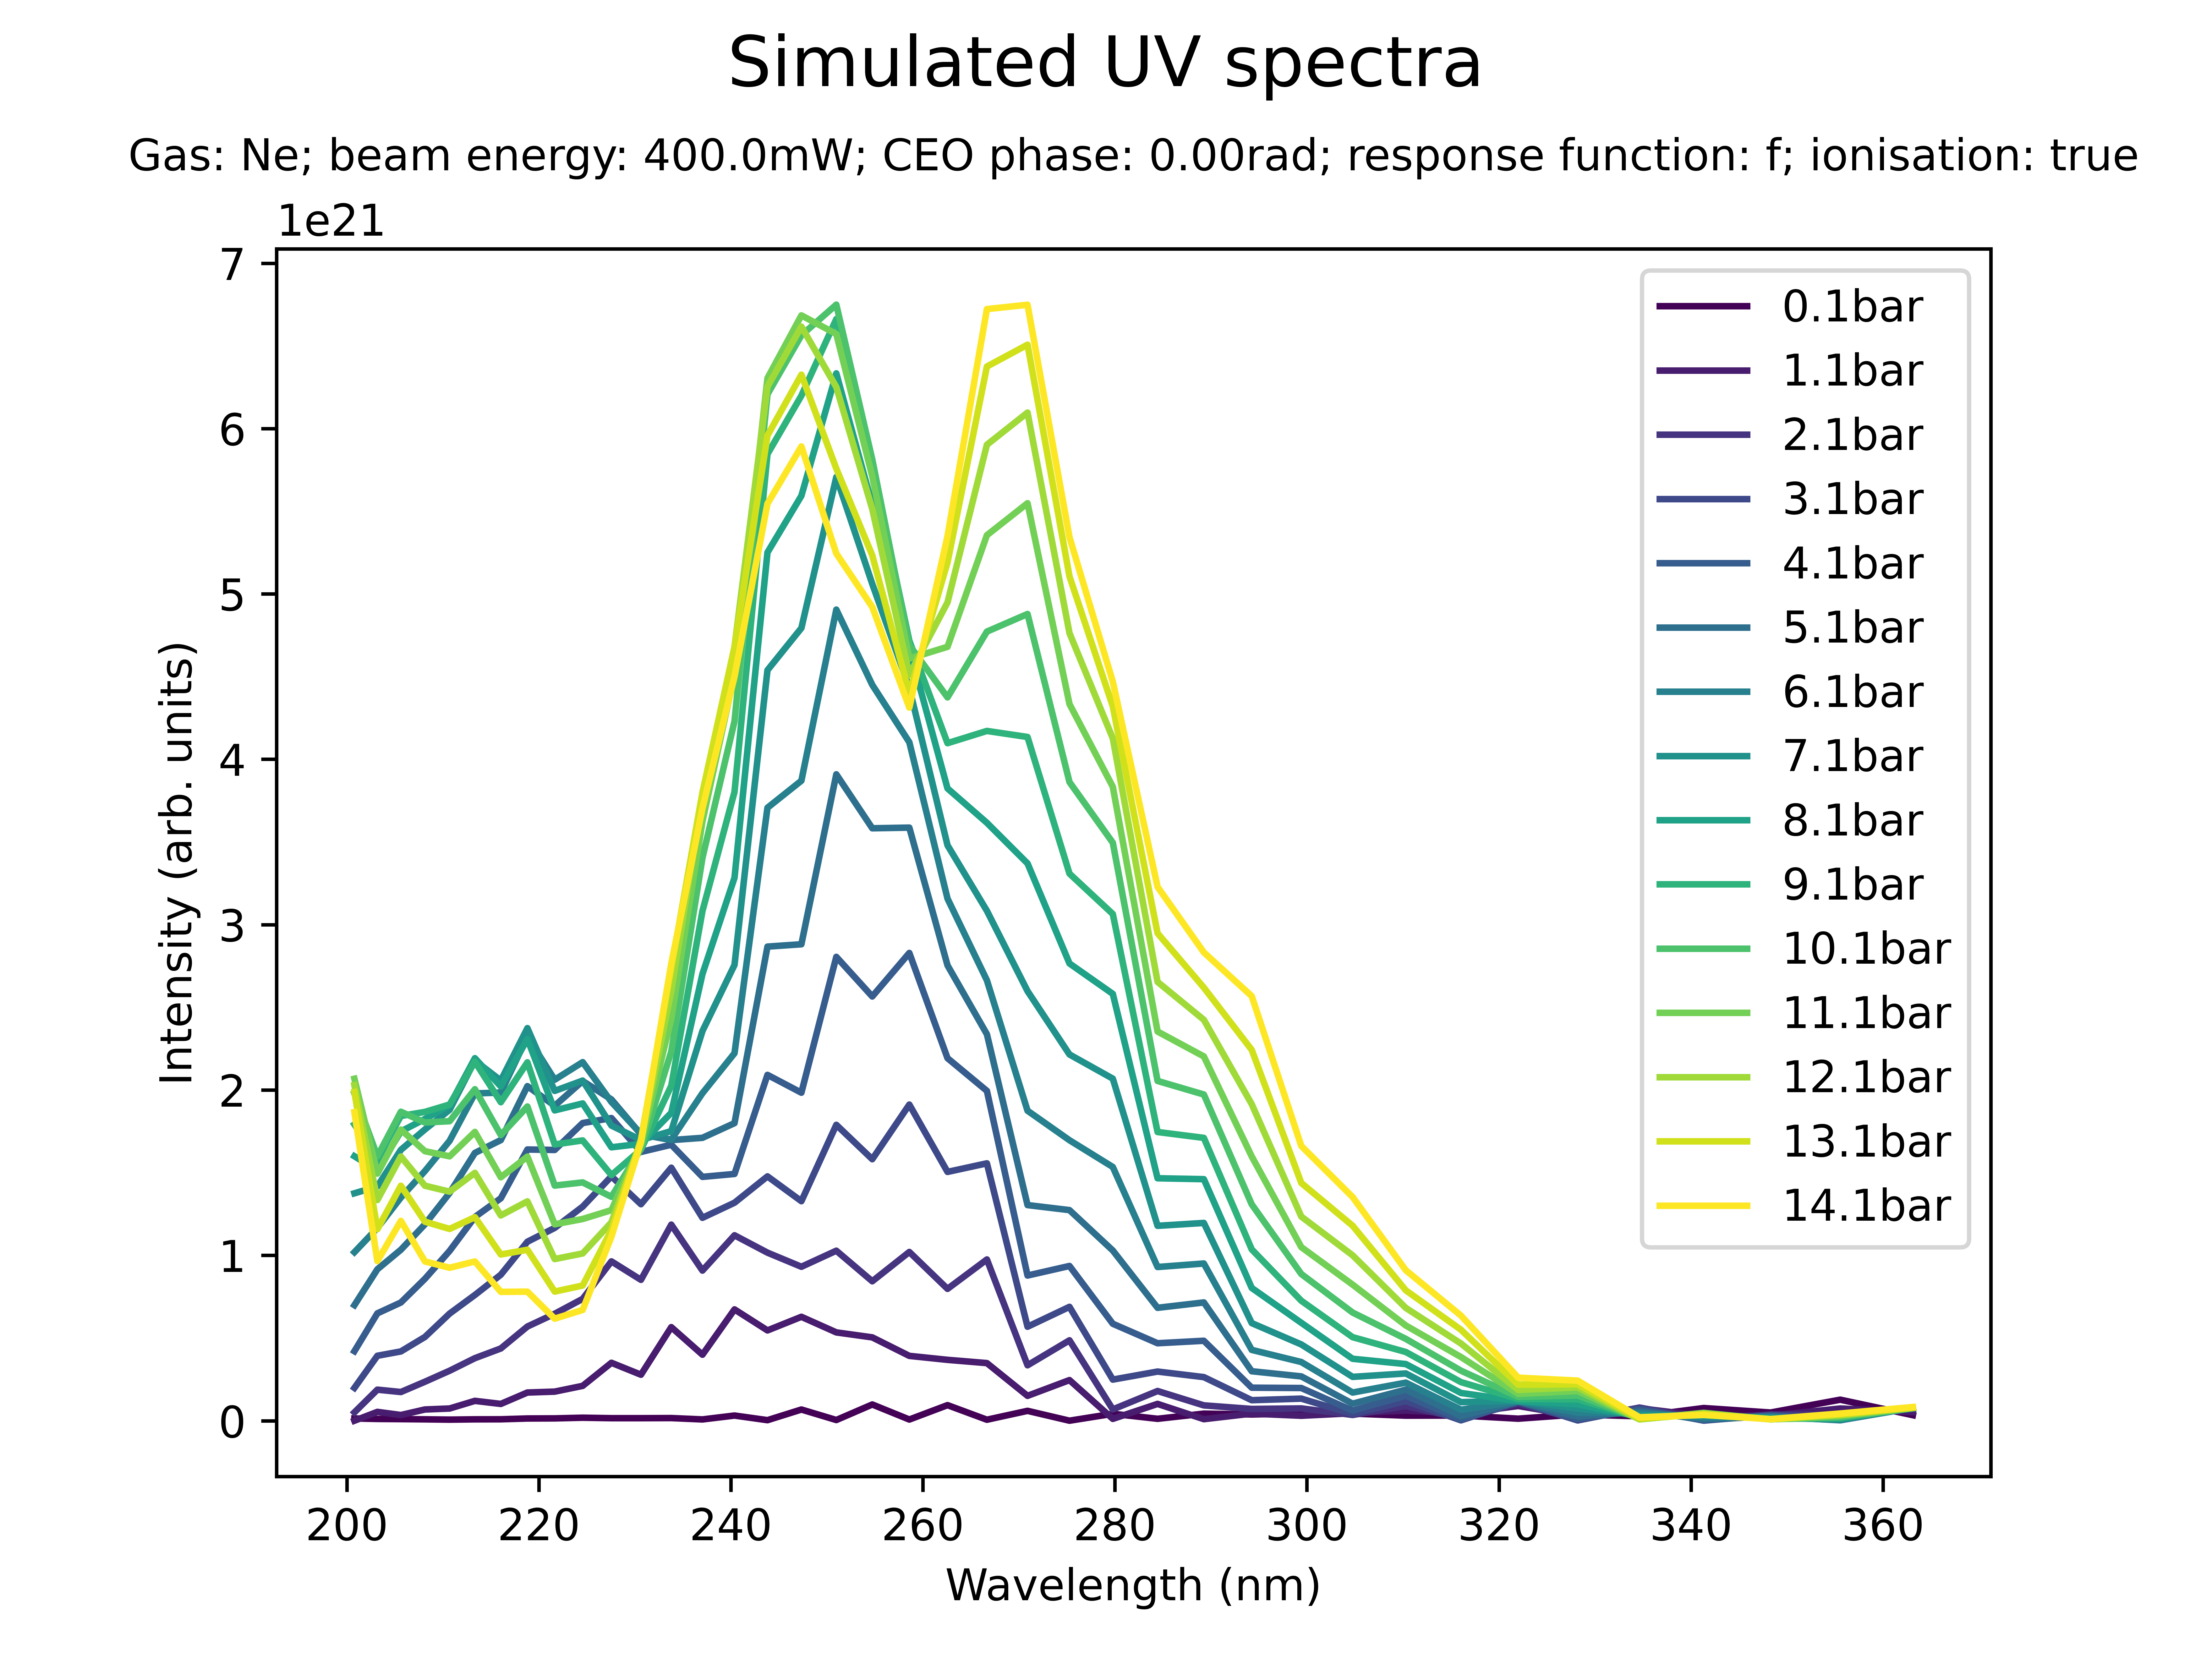 Simulated UV spectra
Gas: Ne; beam energy: 400.0mW; CEO phase: 0.00rad; response function: f; ionisation: true
1e21
7
6
5
4
3
2
1
0
Intensity (arb. units)
200 220 240 260 280 300 320 340 360
Wavelength (nm)
0.1bar
1.1bar
2.1bar
3.1bar
4.1bar
5.1bar
6.1bar
7.1bar
8.1bar
9.1bar
10.1bar
11.1bar
12.1bar
13.1bar
14.1bar